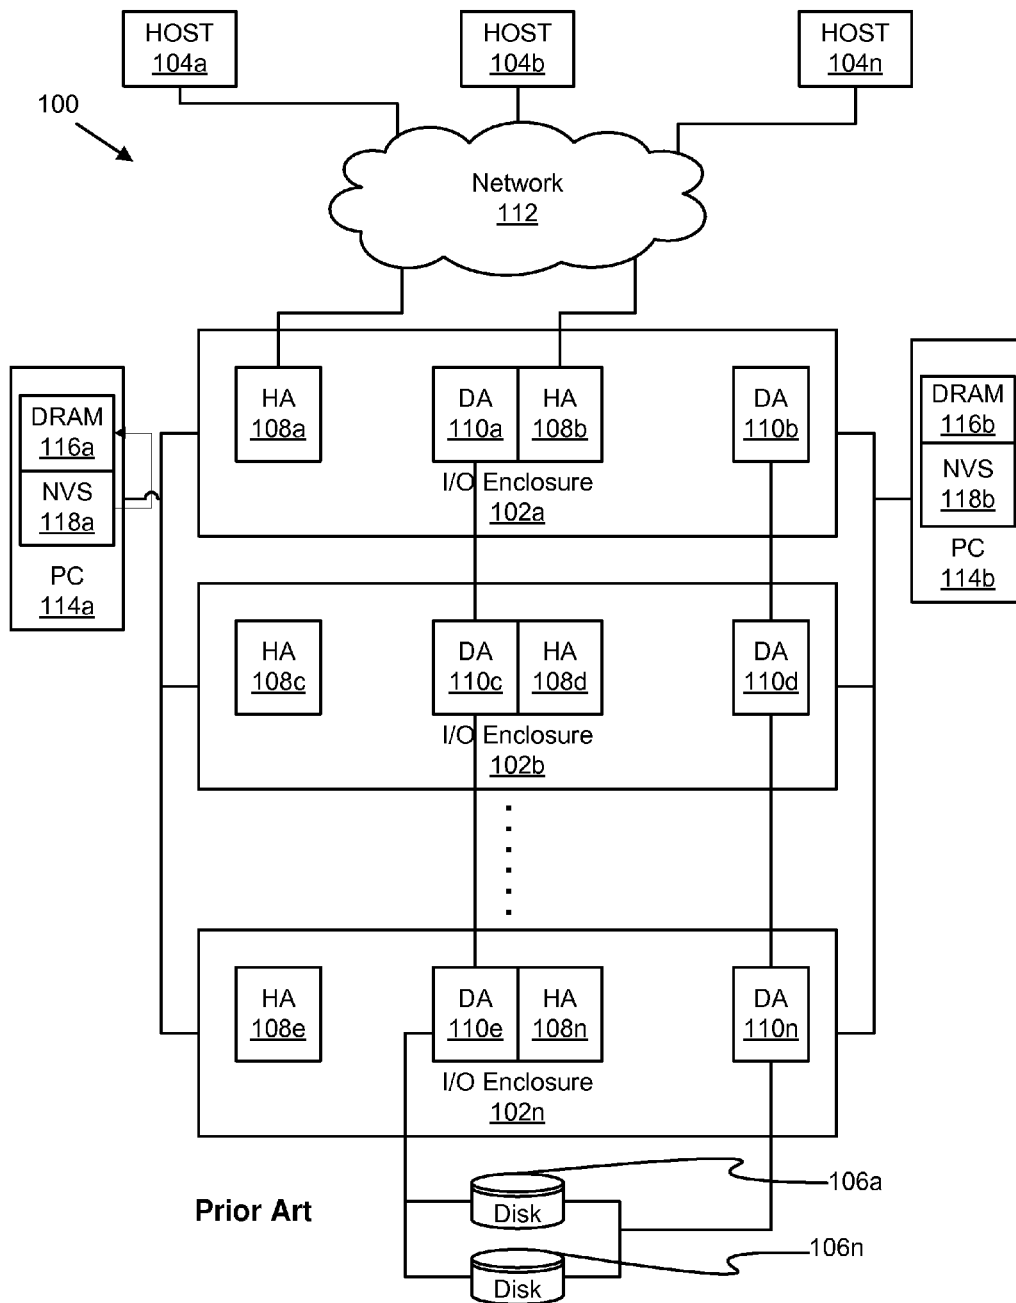 HOST
104a
HOST
104b
HOST
104n
100
Network
112
HA
108a
DA
110a
HA
108b
DA
110b
I/O Enclosure
102a
DRAM
116a
NVS
118a
PC
114a
DRAM
116b
NVS
118b
PC
114b
HA
108c
DA
110c
HA
108d
DA
110d
I/O Enclosure
102b
HA
108e
DA
110e
HA
108n
DA
110n
I/O Enclosure
102n
Prior Art
Disk
106a
Disk
106n